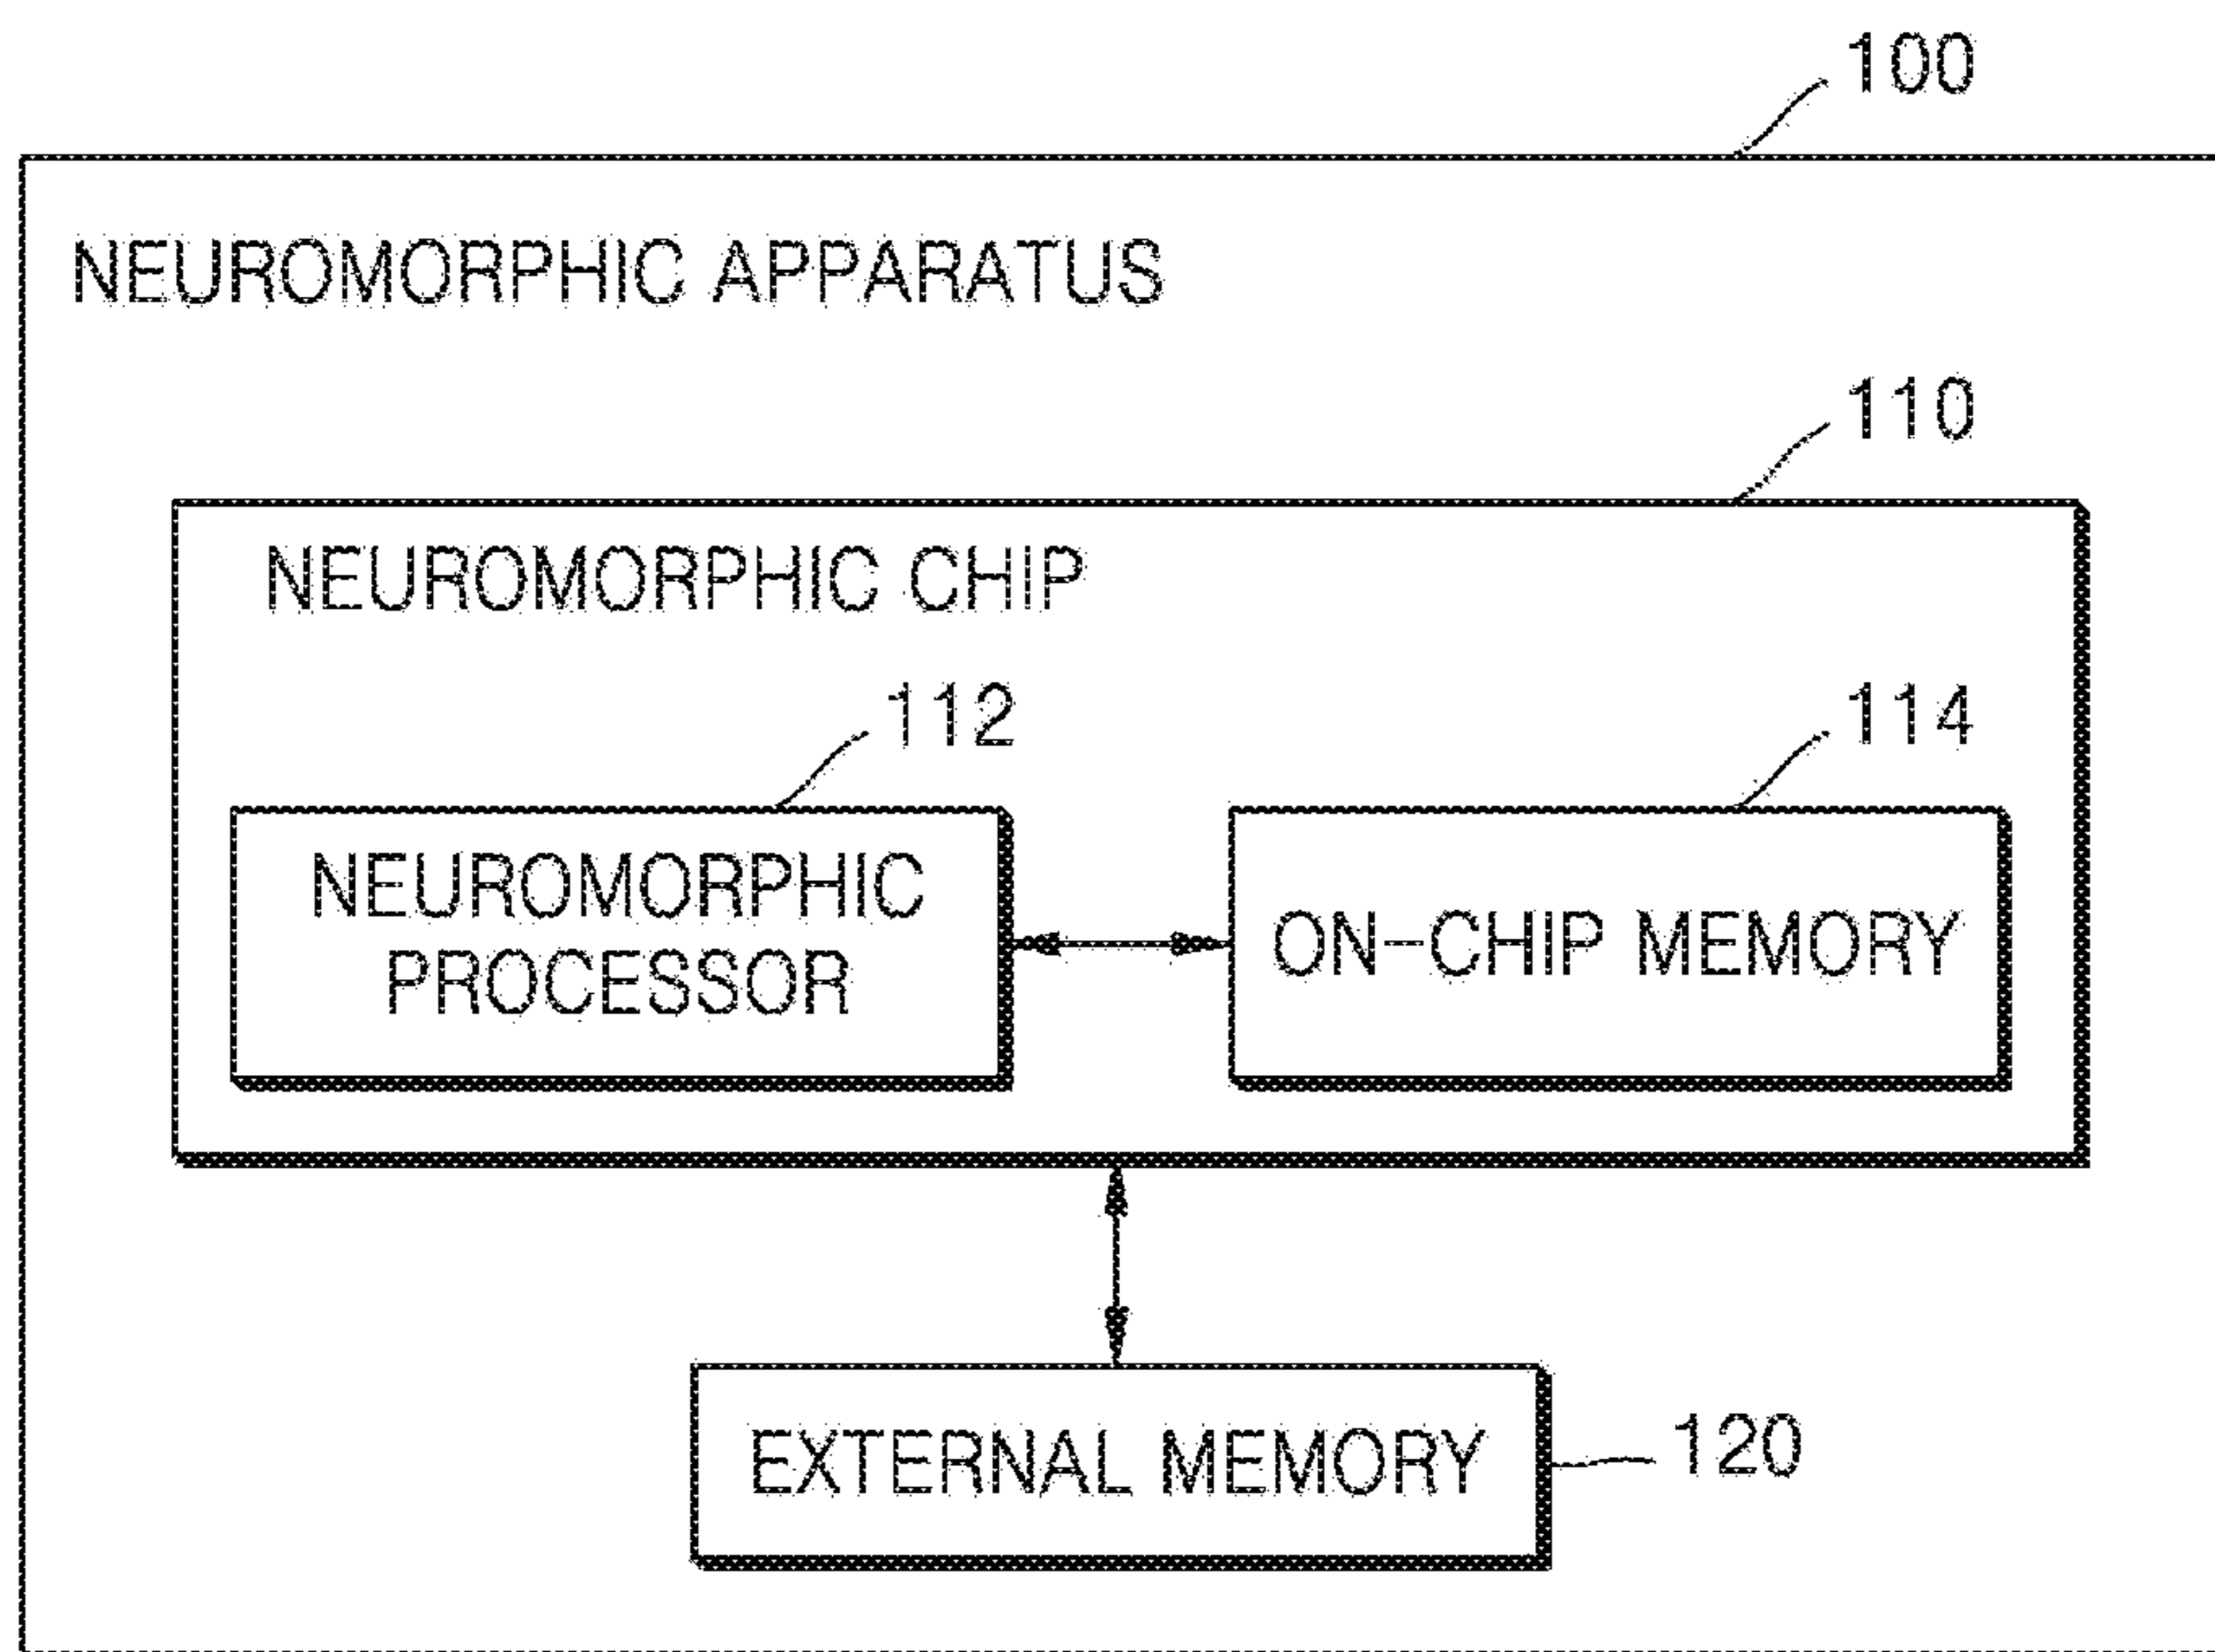 100
NEUROMORPHIC APPARATUS
110
NEUROMORPHIC CHIP
112
114
NEUROMORPHIC
PROCESSOR
ON-CHIP MEMORY
EXTERNAL MEMORY
120